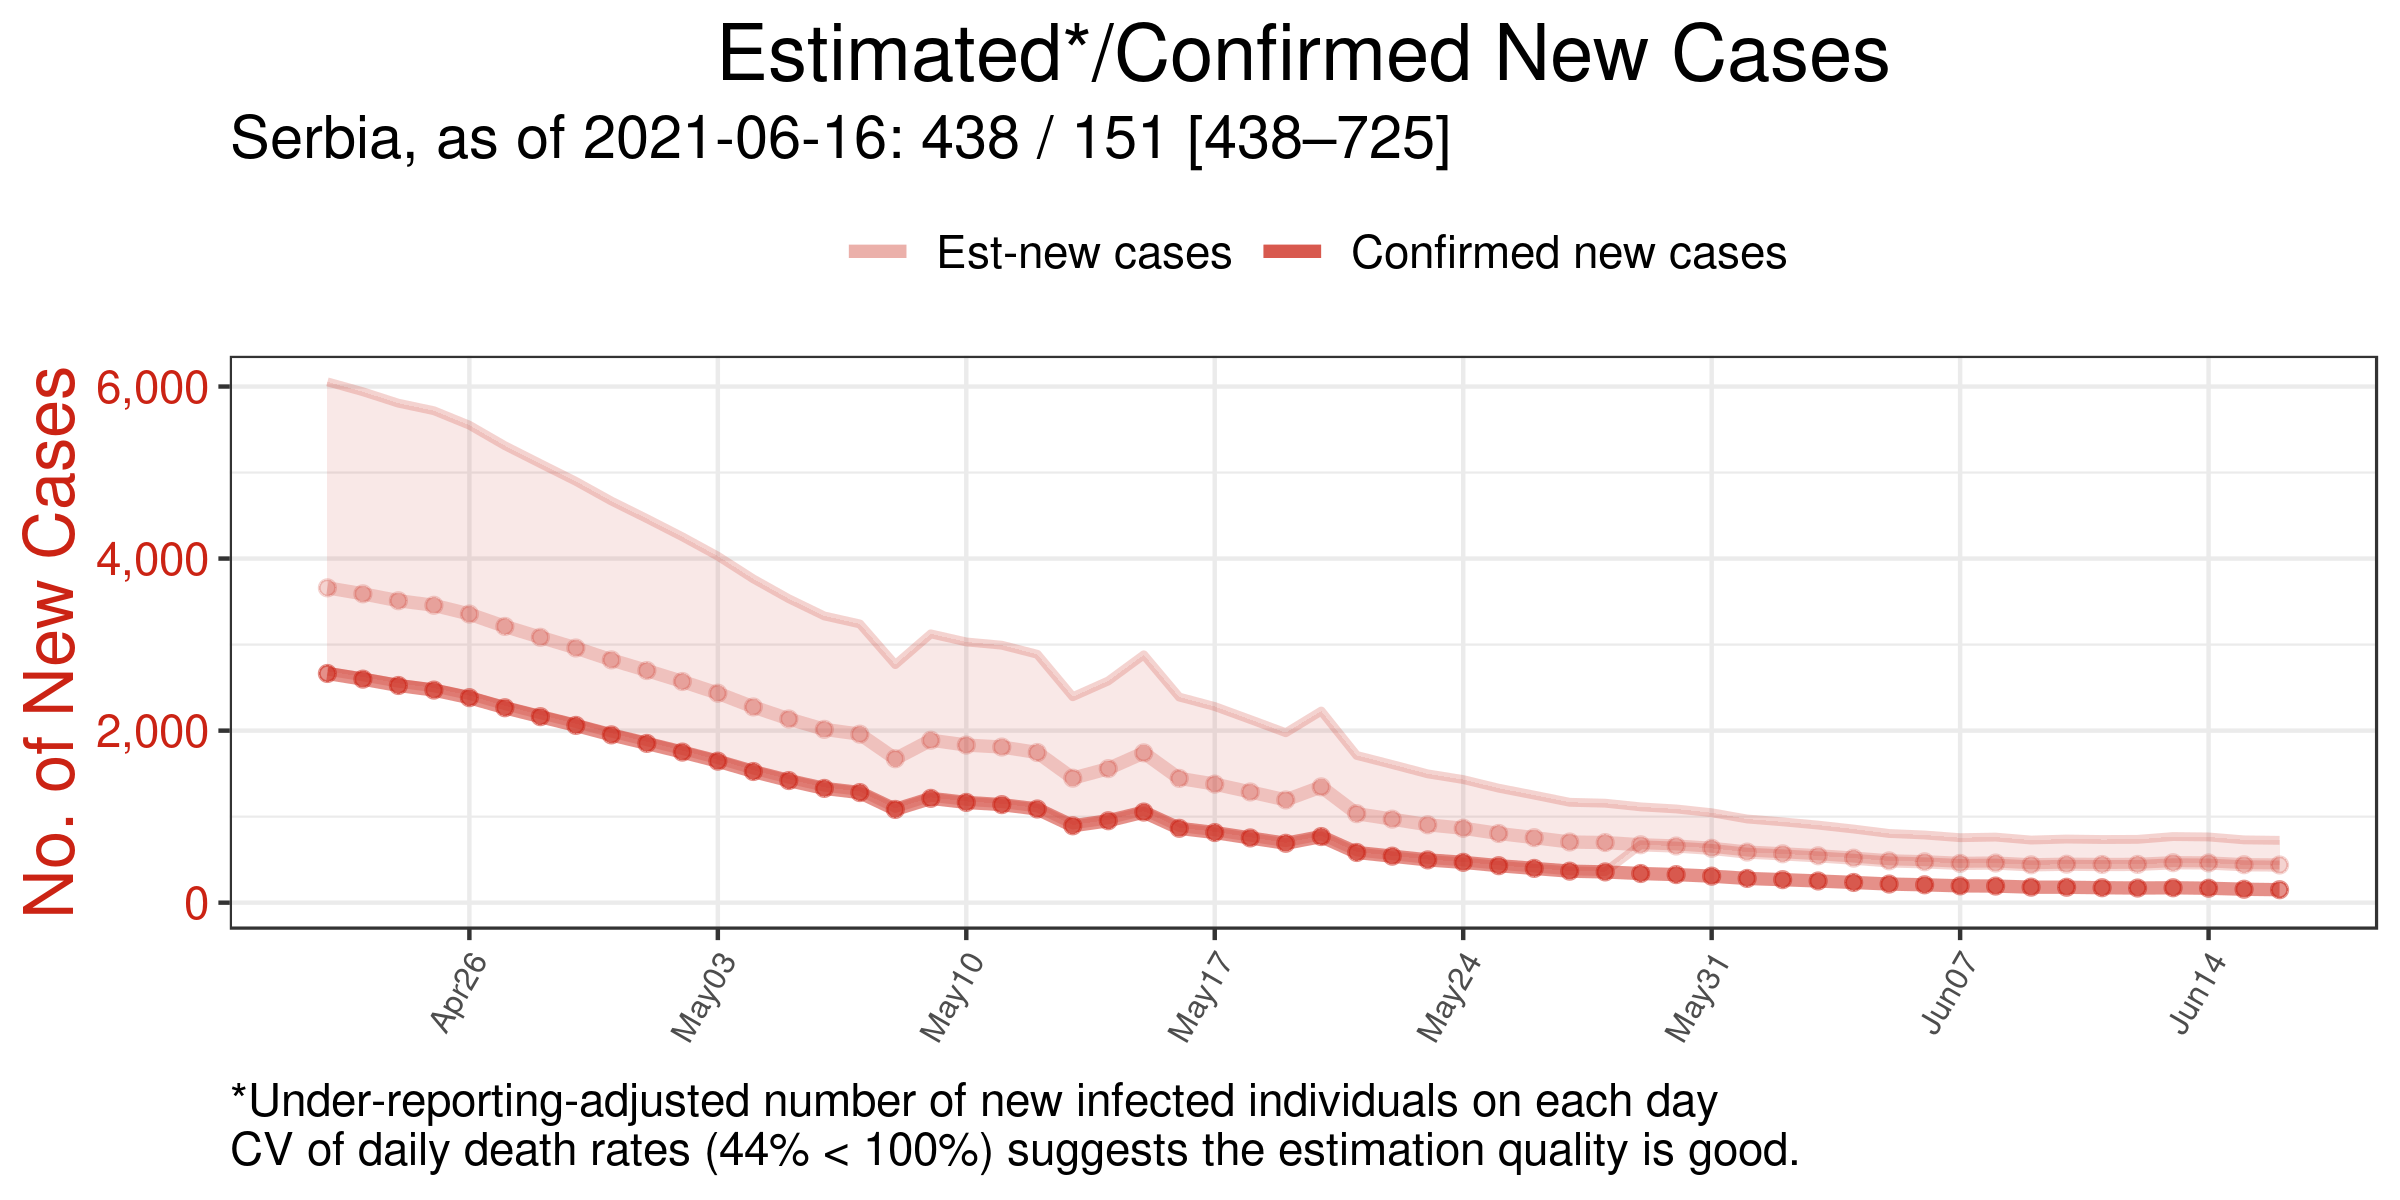 Estimated*/Confirmed New Cases
Serbia, as of 2021-06-16: 438 / 151 [438–725]
Est-new cases
Confirmed new cases
No. of New Cases
6,000
4,000
2,000
0
Apr26
May03
May10
May17
May24
May31
Jun07
Jun14
*Under-reporting-adjusted number of new infected individuals on each day
CV of daily death rates (44% < 100%) suggests the estimation quality is good.